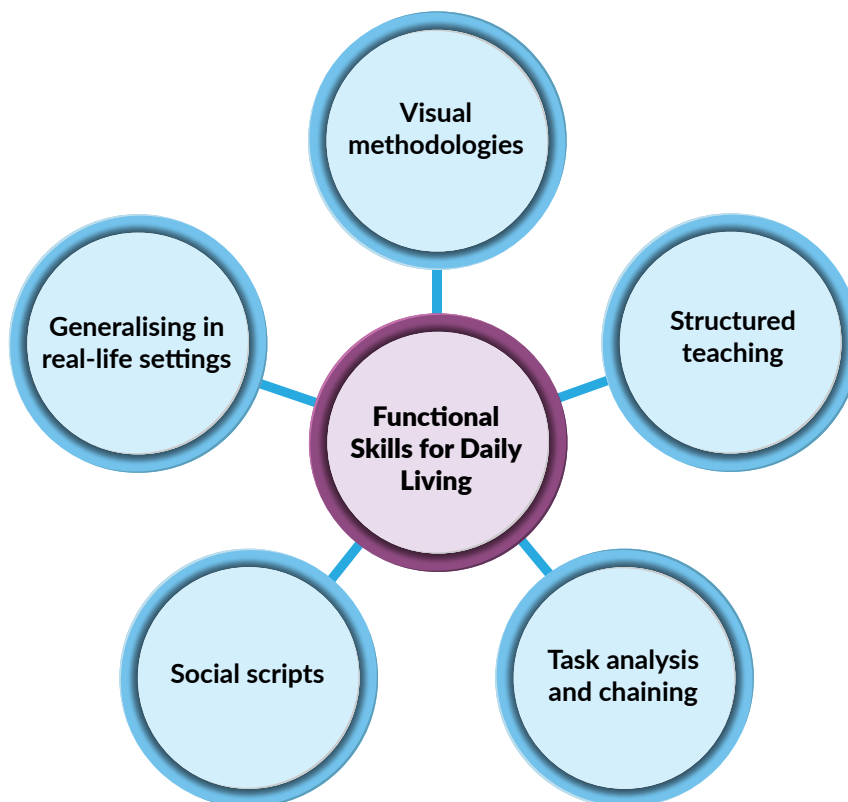 Visual
methodologies
Generalising in
real-life settings
Structured
teaching
Functional
Skills for Daily
Living
Social scripts
Task analysis
and chaining